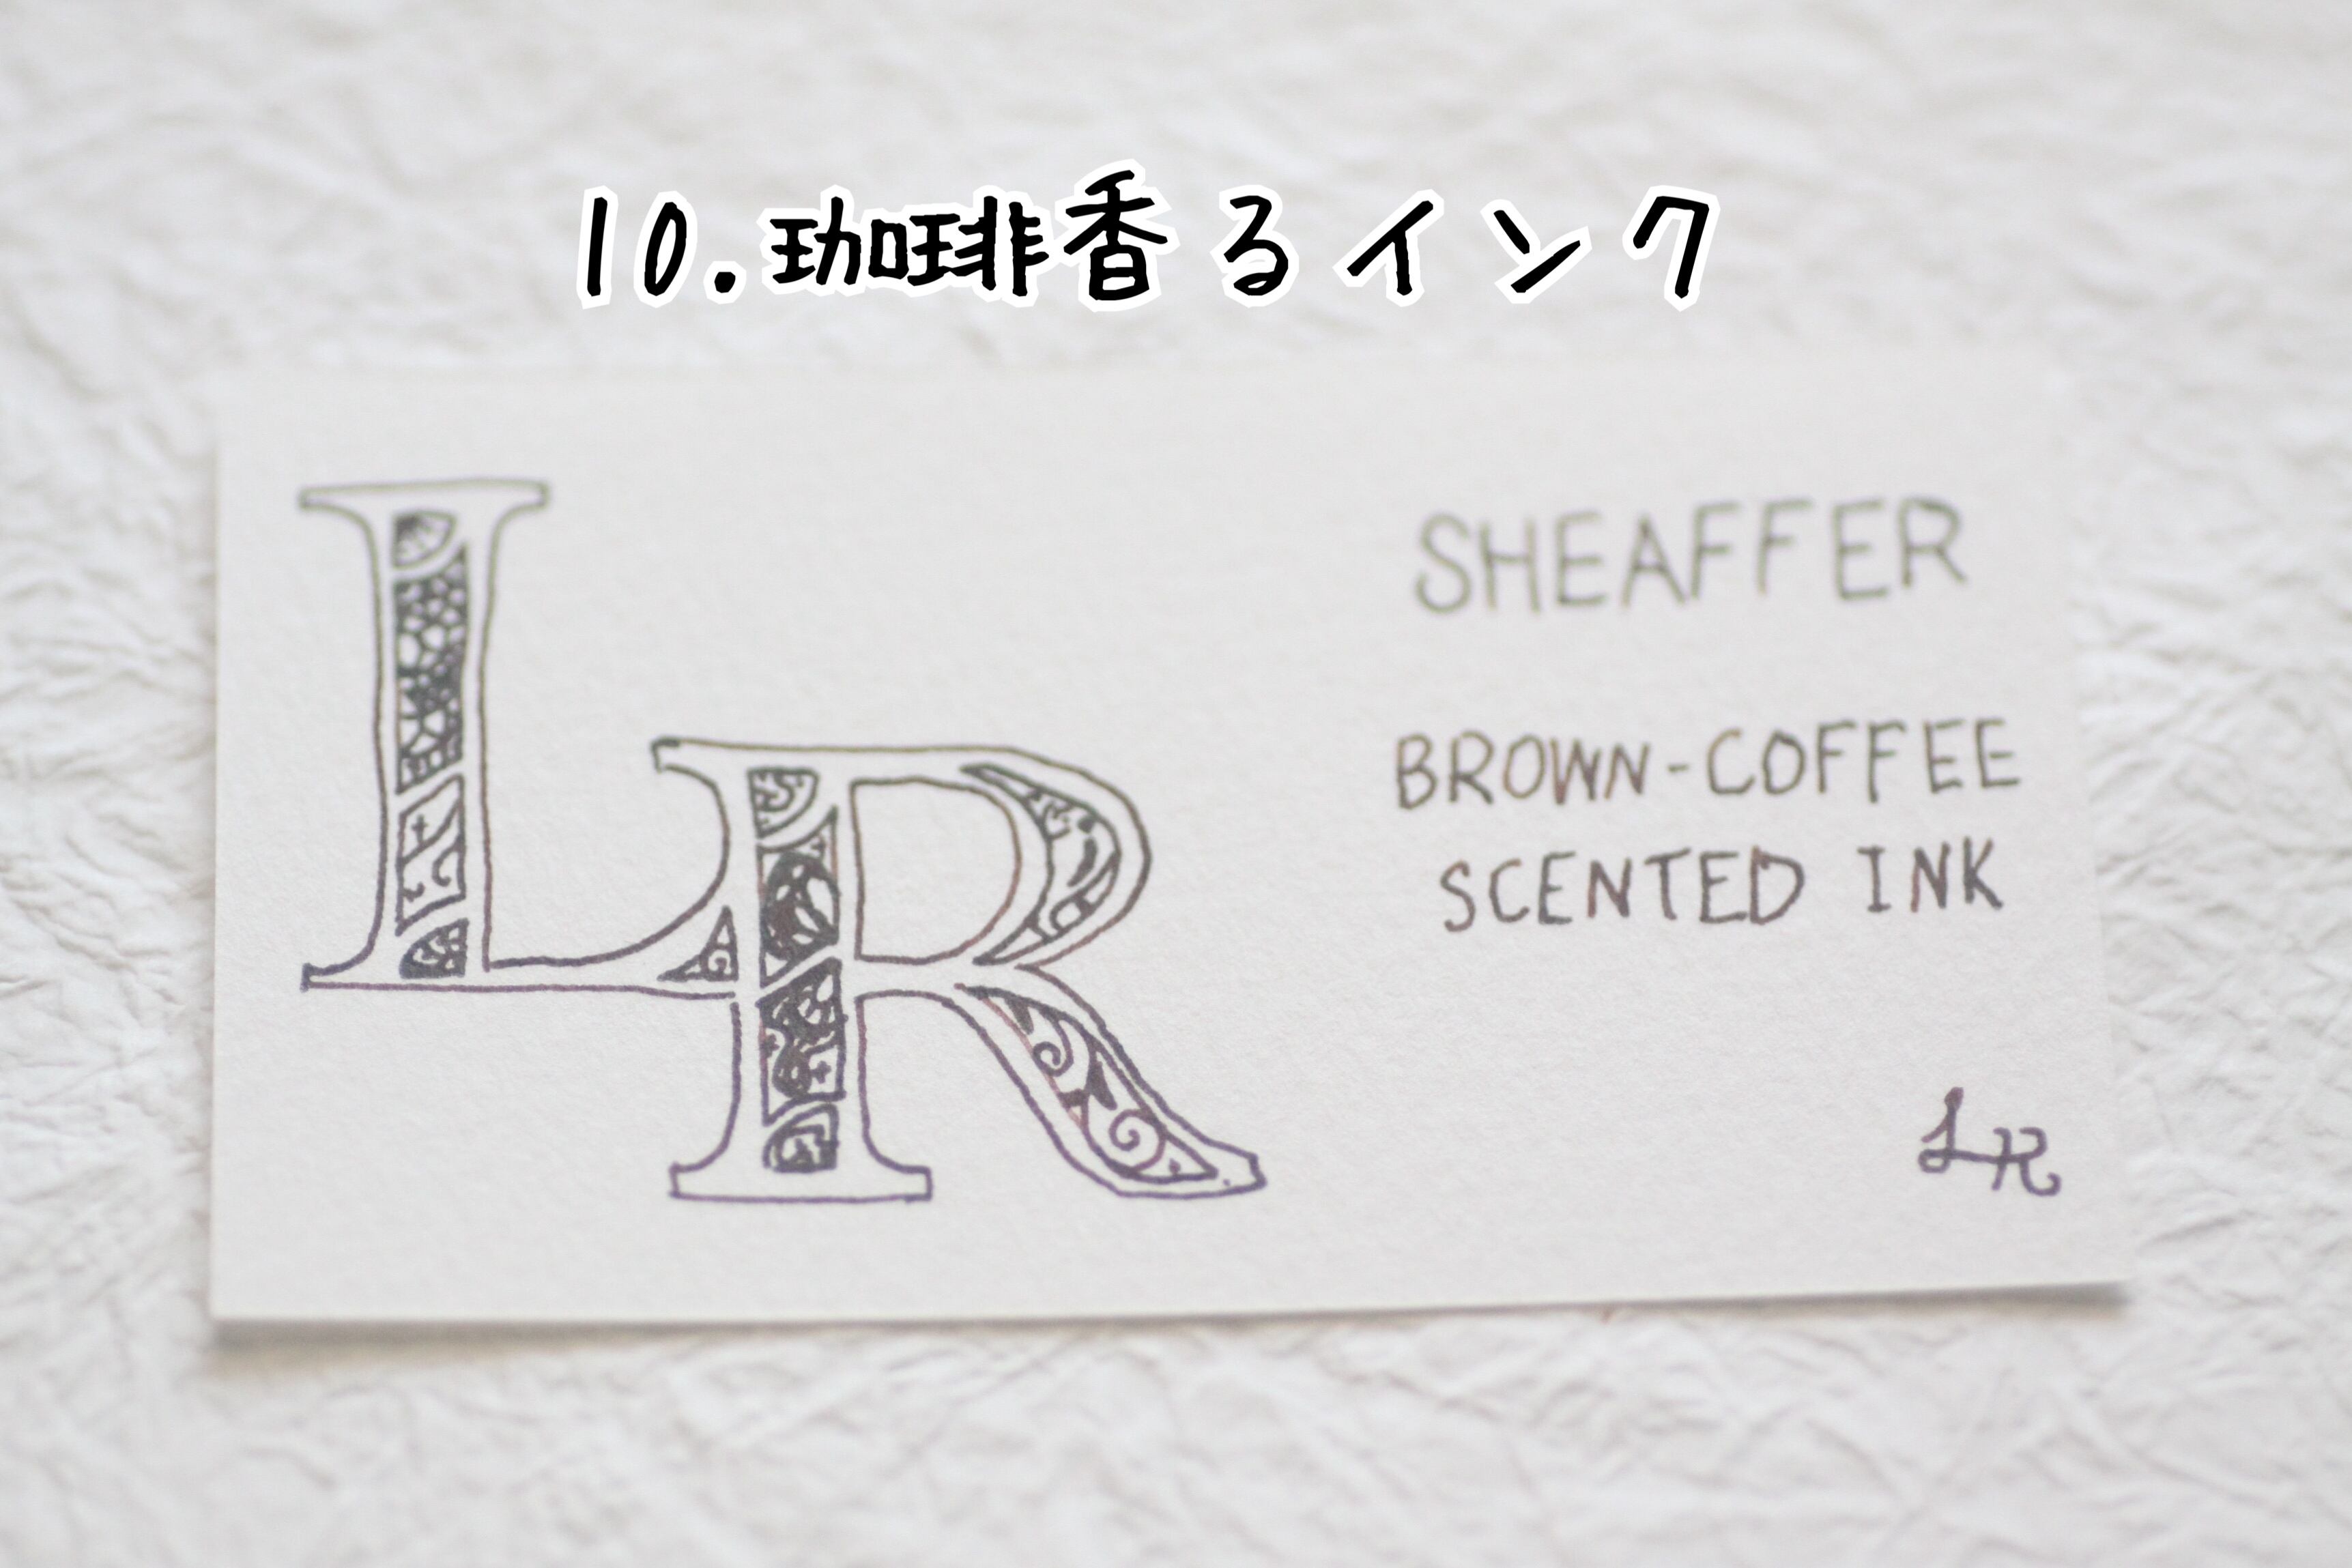 10.珈琲香るインク
LR
SHEAFFER
BROWN-COFFEE
SCENTED INK
LR